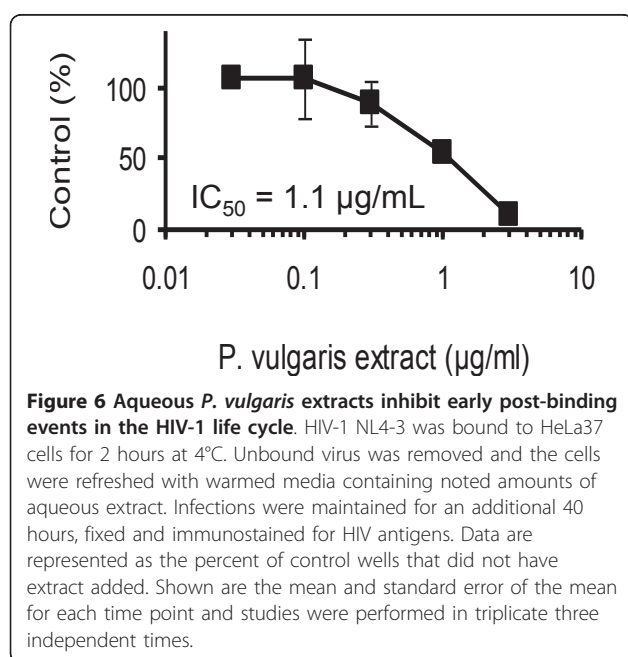 Control (%)
100
50
0
IC50 = 1.1 µg/mL
0.01 0.1 1 10
P. vulgaris extract (µg/ml)
Figure 6 Aqueous P. vulgaris extracts inhibit early post-binding
events in the HIV-1 life cycle. HIV-1 NL4-3 was bound to HeLa37
cells for 2 hours at 4°C. Unbound virus was removed and the cells
were refreshed with warmed media containing noted amounts of
aqueous extract. Infections were maintained for an additional 40
hours, fixed and immunostained for HIV antigens. Data are
represented as the percent of control wells that did not have
extract added. Shown are the mean and standard error of the mean
for each time point and studies were performed in triplicate three
independent times.